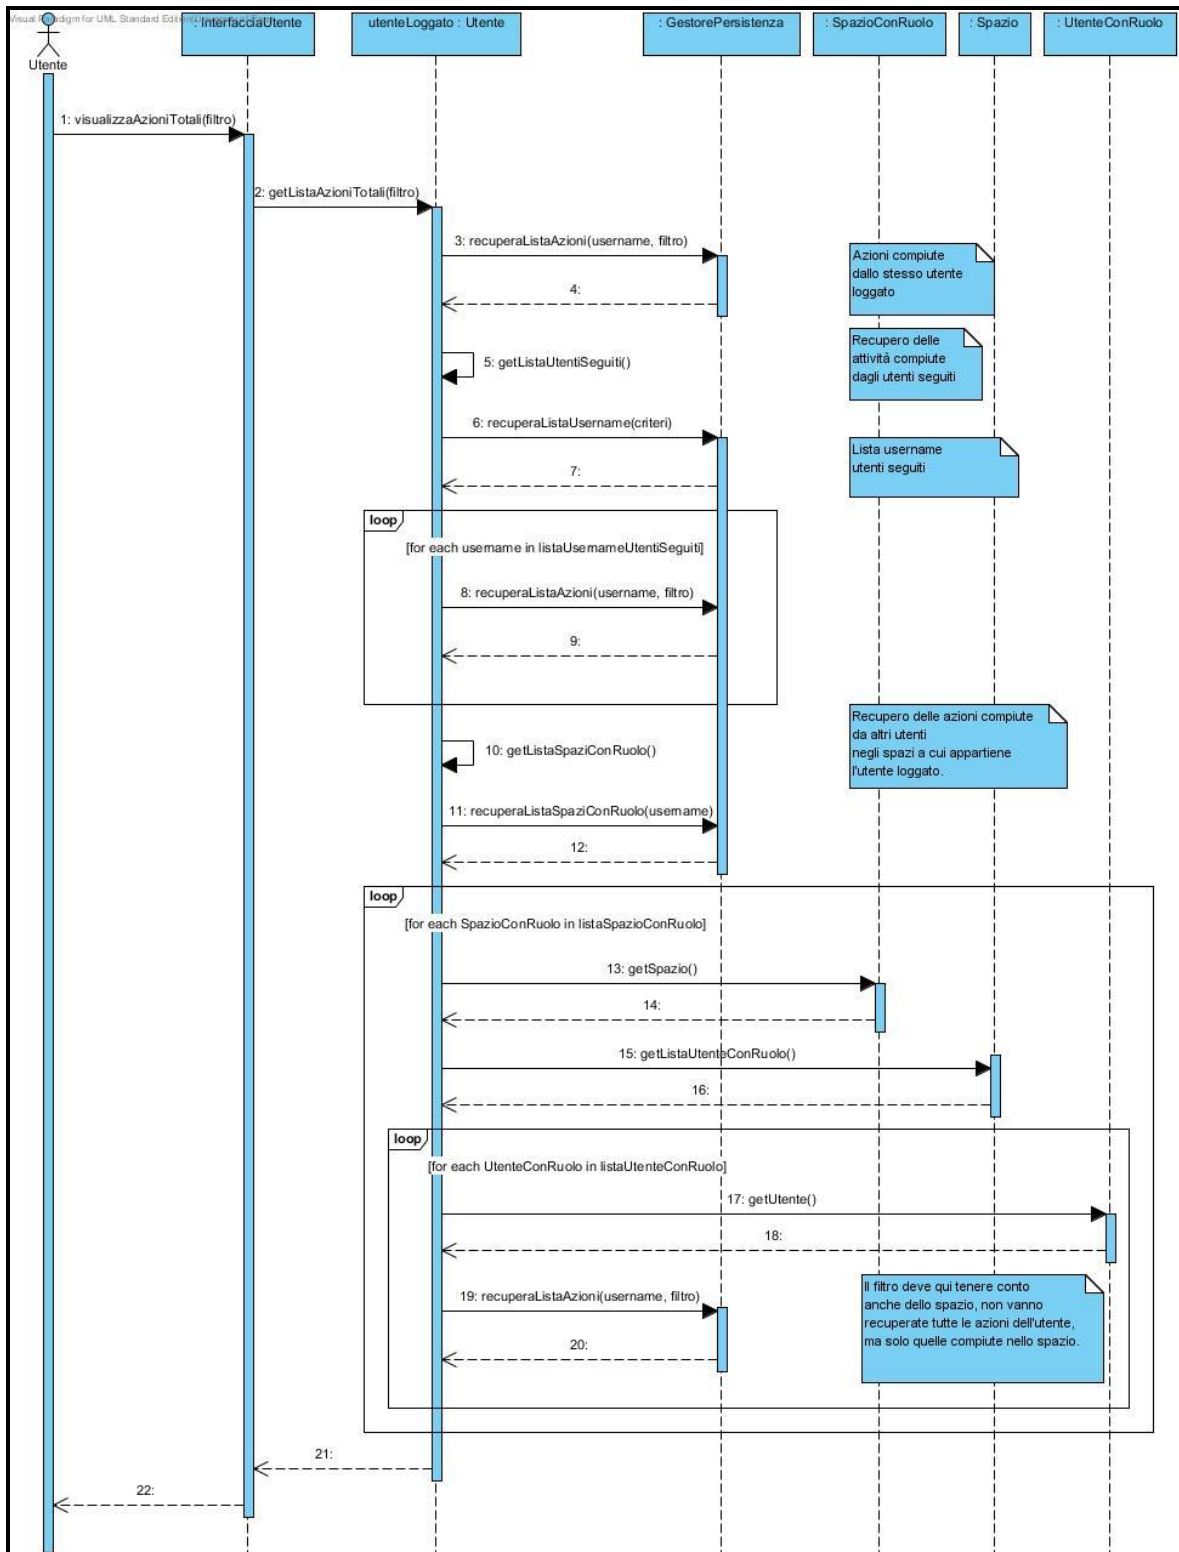 : InterfacciaUtente
utenteLoggato : Utente
: GestorePersistenza
: SpazioConRuolo
: Spazio
: UtenteConRuolo
Utente
1: visualizzaAzioniTotali(filtro)
2: getListaAzioniTotali(filtro)
3: recuperaListaAzioni(username, filtro)
Azioni compiute
dallo stesso utente
loggato
4:
Recupero delle
attività compiute
dagli utenti seguiti
5: getListaUtentiSeguiti()
6: recuperaListaUsername(criteri)
Lista username
utenti seguiti
7:
loop
[for each username in listaUsernameUtentiSeguiti]
8: recuperaListaAzioni(username, filtro)
9:
Recupero delle azioni compiute
da altri utenti
negli spazi a cui appartiene
l'utente loggato.
10: getListaSpaziConRuolo()
11: recuperaListaSpaziConRuolo(username)
12:
loop
[for each SpazioConRuolo in listaSpazioConRuolo]
13: getSpazio()
14:
15: getListaUtenteConRuolo()
16:
loop
[for each UtenteConRuolo in listaUtenteConRuolo]
17: getUtente()
18:
Il filtro deve qui tenere conto
anche dello spazio, non vanno
recuperate tutte le azioni dell'utente,
ma solo quelle compiute nello spazio.
19: recuperaListaAzioni(username, filtro)
20:
21:
22: